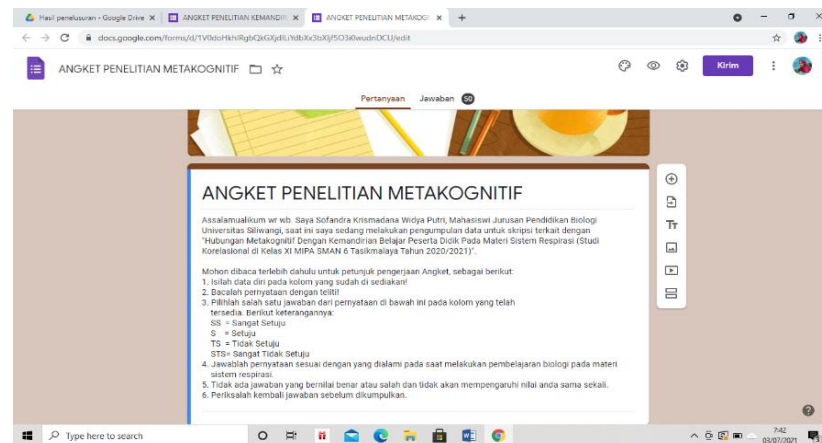 Hasil penelusuran - Google Drive
ANGKET PENELITIAN KEMANDIRI
ANGKET PENELITIAN METAKOG
ANGKET PENELITIAN METAKOGNITIF
Kirim
Pertanyaan Jawaban 50
ANGKET PENELITIAN METAKOGNITIF
Assalamualikum wr wb. Saya Sofandra Krismadana Widya Putri, Mahasiswi Jurusan Pendidikan Biologi
Universitas Siliwangi, saat ini saya sedang melakukan pengumpulan data untuk skripsi terkait dengan
"Hubungan Metakognitif Dengan Kemandirian Belajar Peserta Didik Pada Materi Sistem Respirasi (Studi
Korelasional di Kelas XI MIPA SMAN 6 Tasikmalaya Tahun 2020/2021)".
Mohon dibaca terlebih dahulu untuk petunjuk pengerjaan Angket, sebagai berikut:
1. Isilah data diri pada kolom yang sudah di sediakan!
2. Bacalah pernyataan dengan teliti!
3. Pilihlah salah satu jawaban dari pernyataan di bawah ini pada kolom yang telah
tersedia. Berikut keterangannya:
SS = Sangat Setuju
S = Setuju
TS = Tidak Setuju
STS= Sangat Tidak Setuju
4. Jawablah pernyataan sesuai dengan yang dialami pada saat melakukan pembelajaran biologi pada materi
sistem respirasi.
5. Tidak ada jawaban yang bernilai benar atau salah dan tidak akan mempengaruhi nilai anda sama sekali.
6. Periksalah kembali jawaban sebelum dikumpulkan.
Type here to search
7:42
03/07/2021